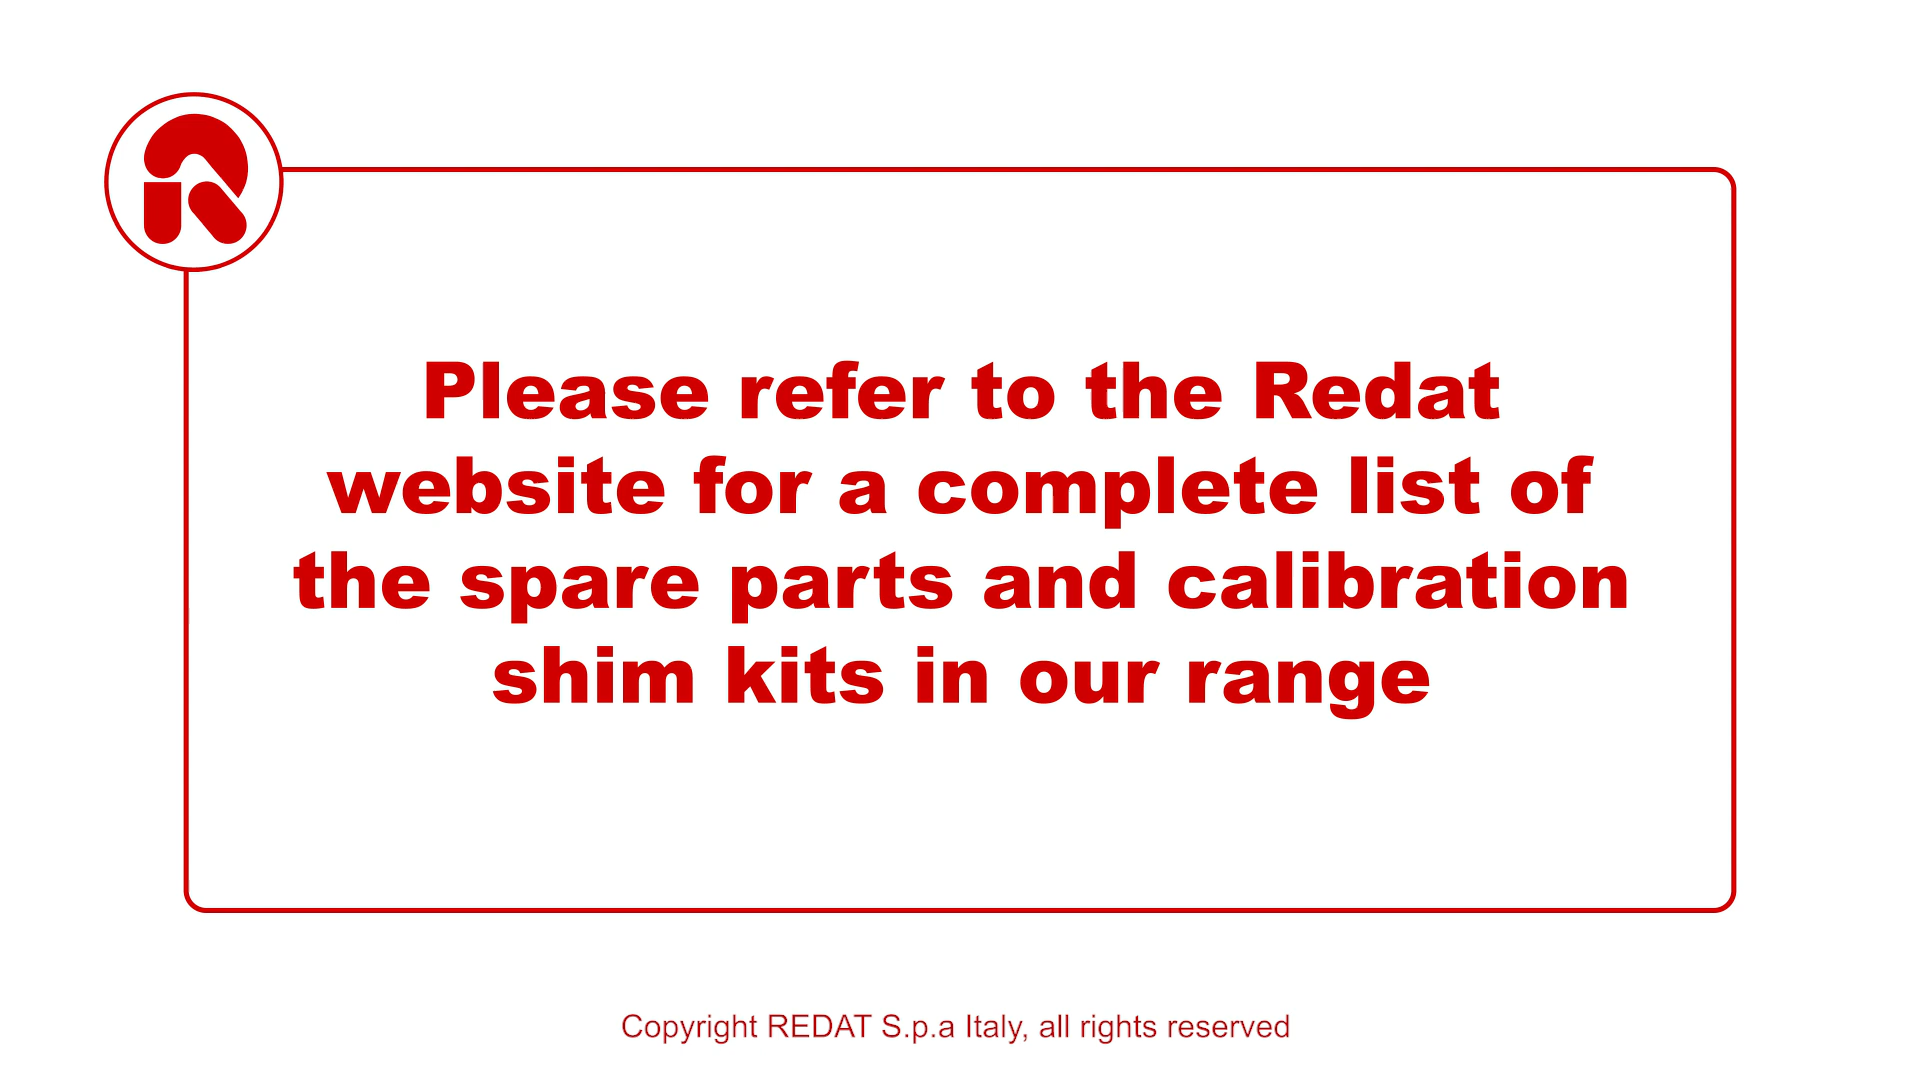 Please refer to the Redat
website for a complete list of
the spare parts and calibration
shim kits in our range
Copyright REDAT S.p.a Italy, all rights reserved